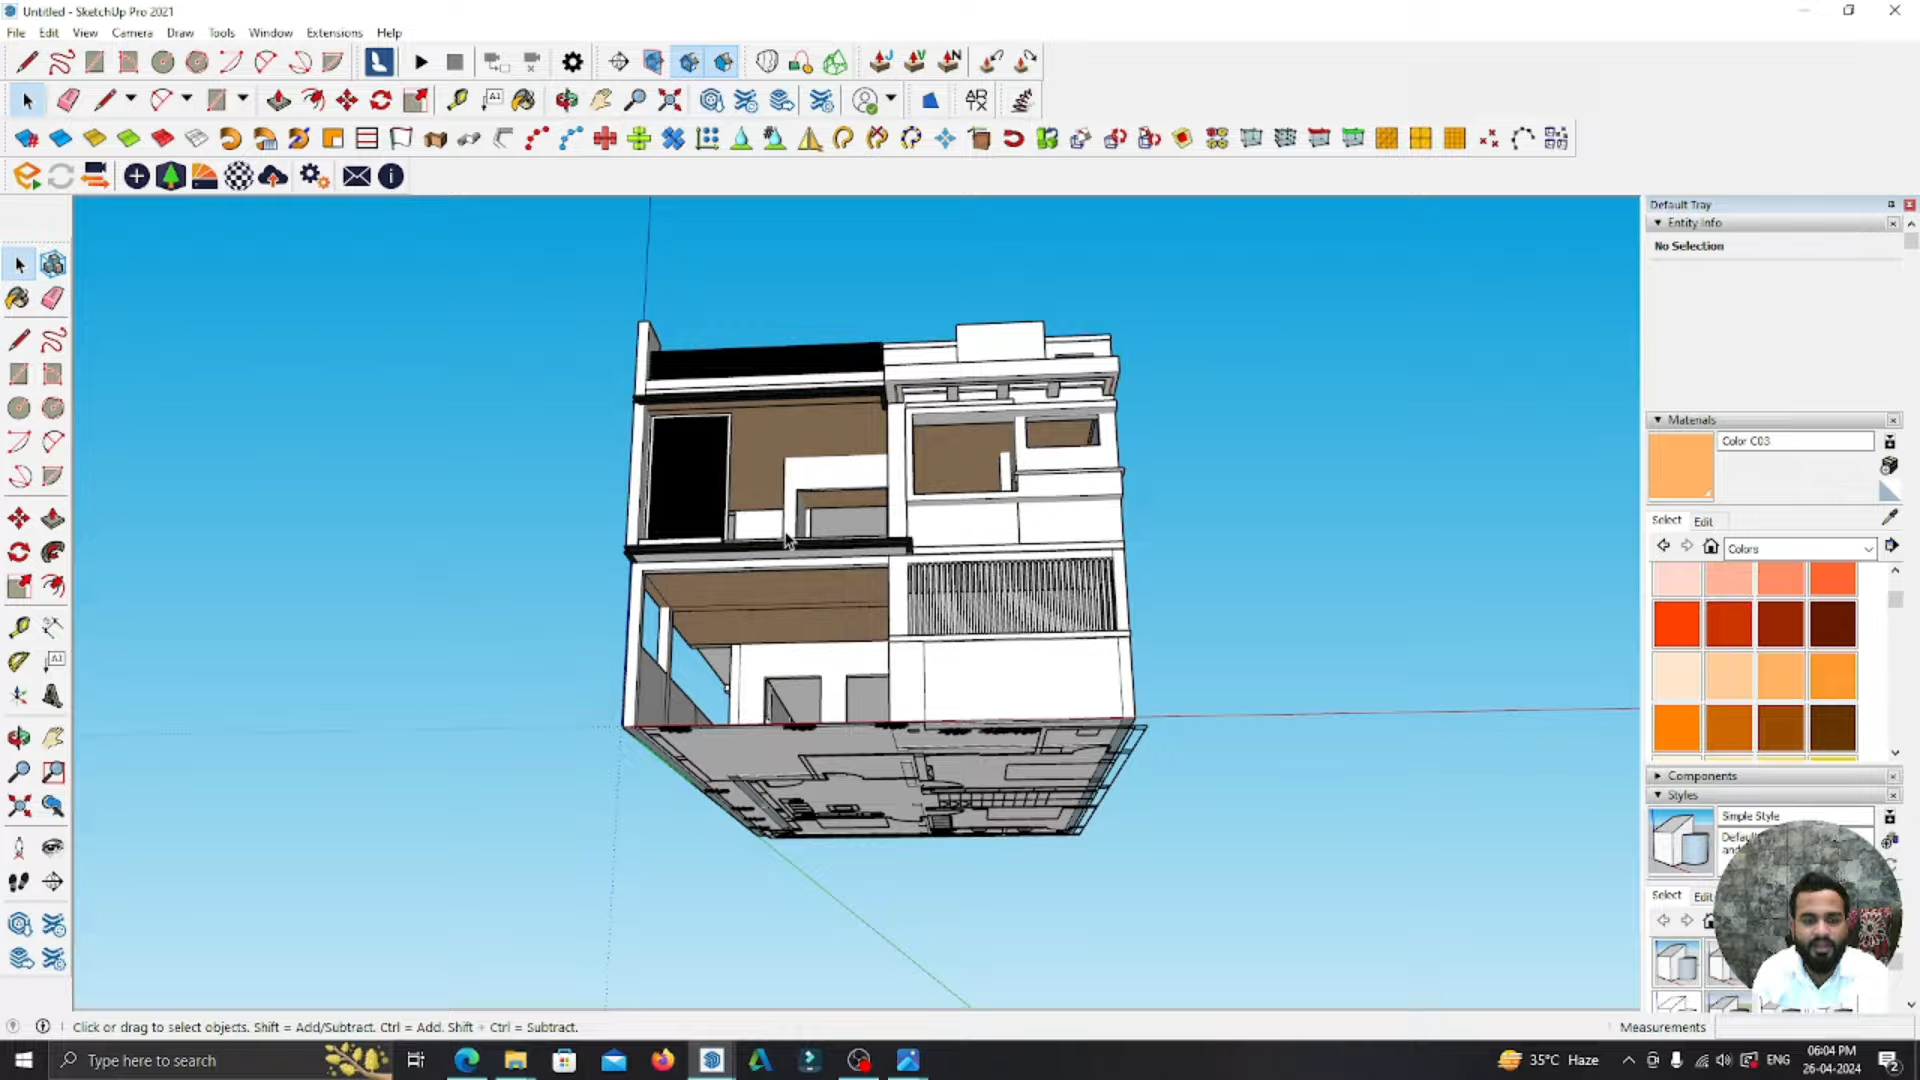 Untitled - SketchUp Pro 2021
File Edit View Camera Draw Tools Window Extensions Help
Default Tray
Entity Info
No Selection
Materials
Color C03
Select Edit
Colors
Components
Styles
Simple Style
Select Edit
Click or drag to select objects. Shift = Add/Subtract. Ctrl = Add. Shift + Ctrl = Subtract.
Measurements
Type here to search
35°C Haze
ENG
06:04 PM
26-04-2024
2